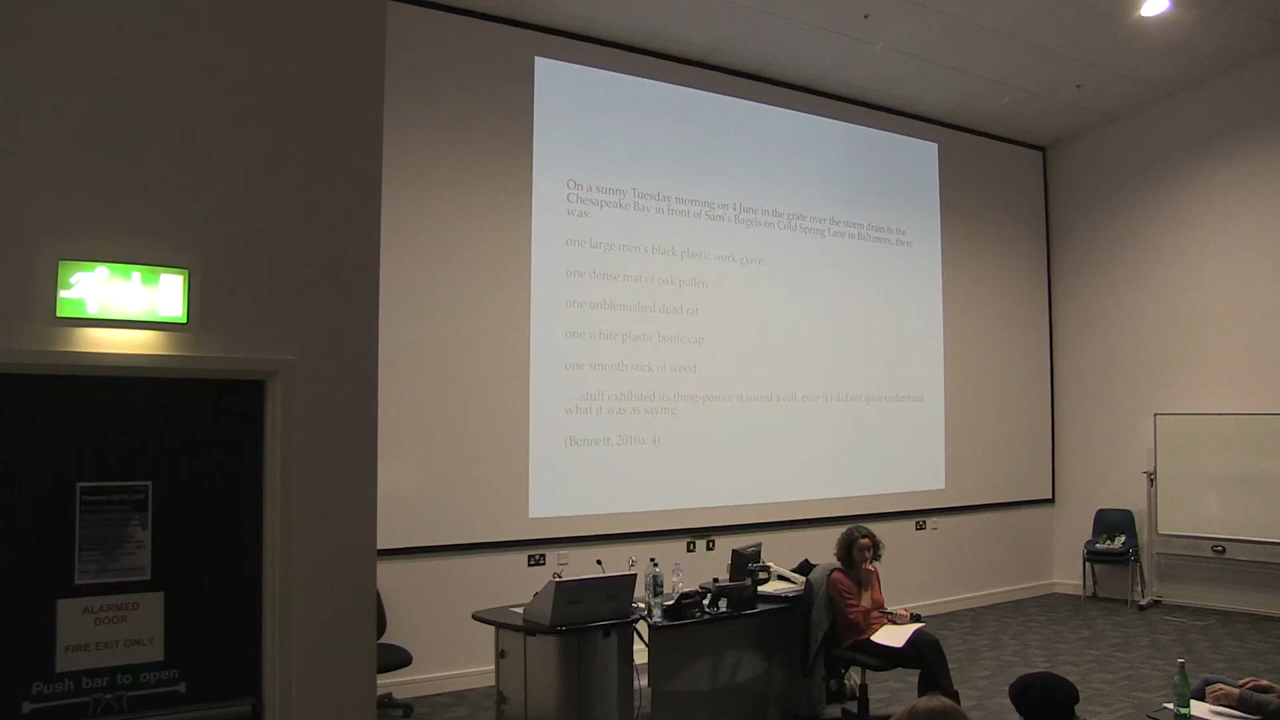 On a sunny Tuesday morning on 4 June in the grate over the storm drain to the
Chesapeake Bay in front of Sam's Bagels on Cold Spring Lane in Baltimore, there
was:
one large men's black plastic work glove
one dense mat of oak pollen
one unblemished dead rat
one white plastic bottle cap
one smooth stick of wood
...stuff exhibited its thing-power: it issued a call, even if I did not quite understand
what it was as saying
(Bennett, 2010a, 4).
ALARMED
DOOR
FIRE EXIT ONLY
Push bar to open